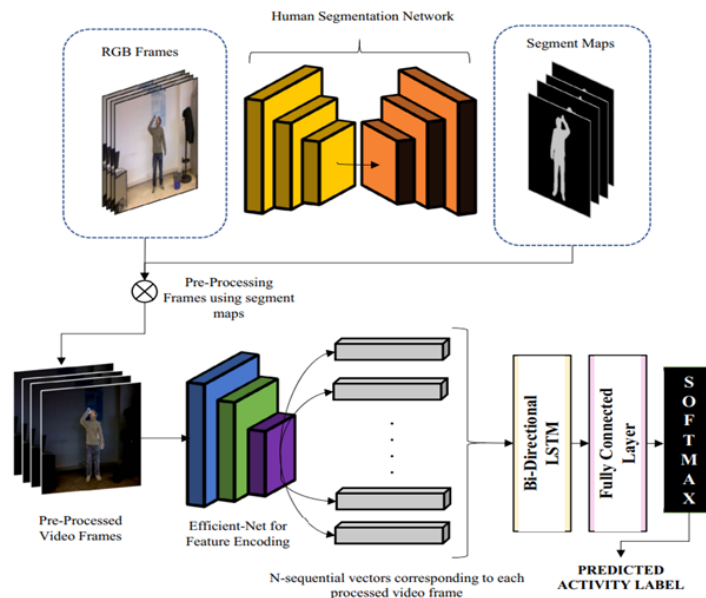 Human Segmentation Network
RGB Frames
Segment Maps
Pre-Processing
Frames using segment
maps
Pre-Processed
Video Frames
Efficient-Net for
Feature Encoding
N-sequential vectors corresponding to each
processed video frame
Bi-Directional
LSTM
Fully Connected
Layer
SOFTMAX
PREDICTED
ACTIVITY LABEL